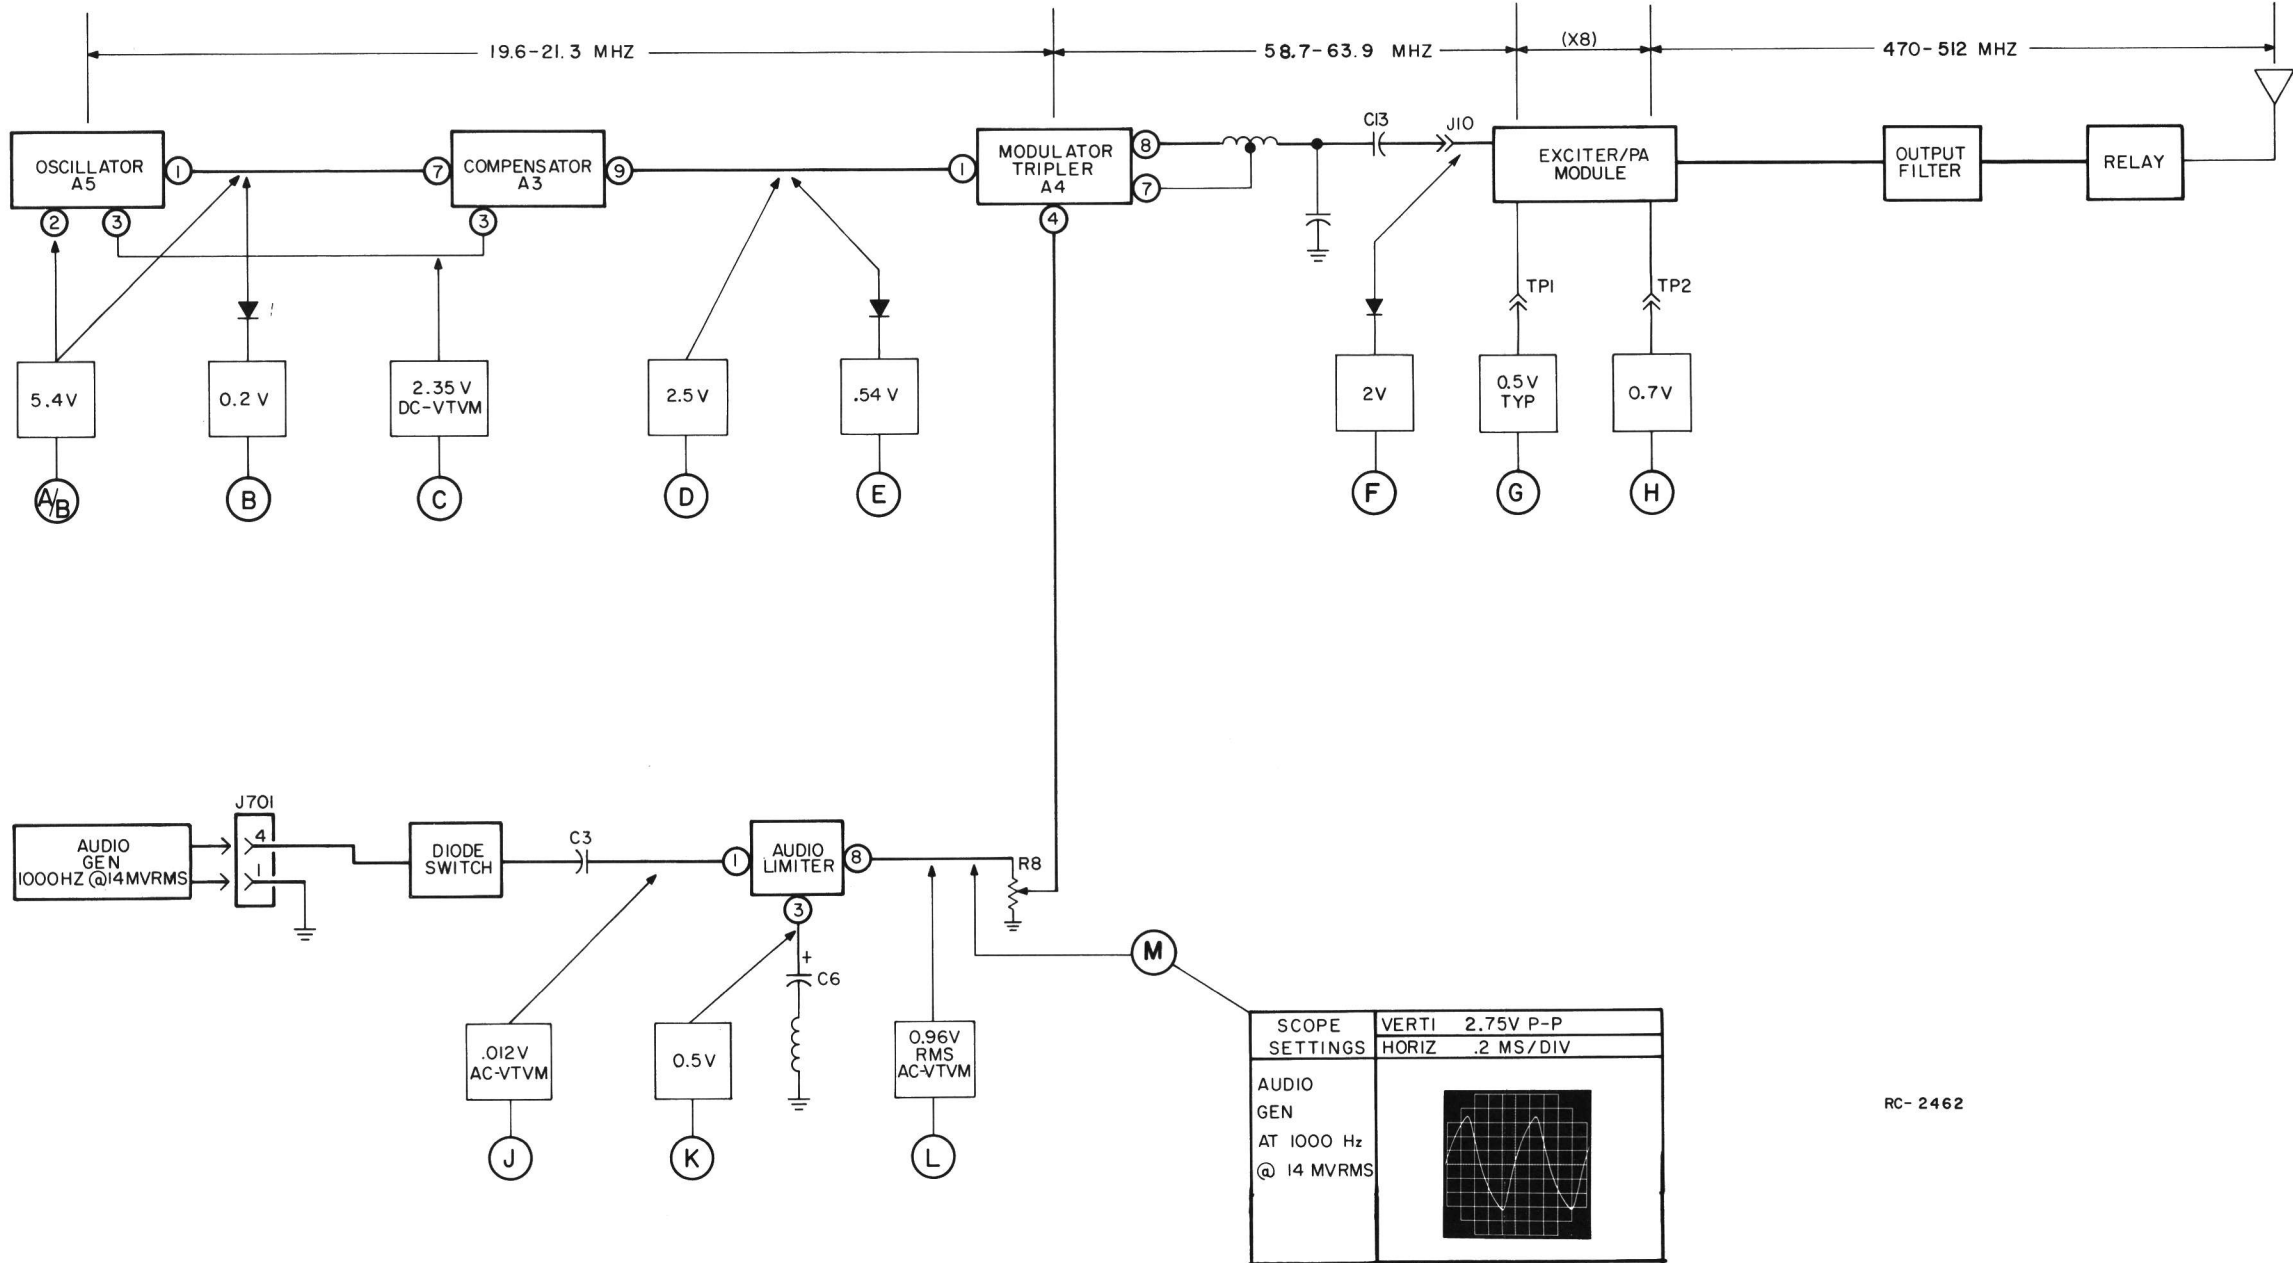 19.6-21.3 MHZ
58.7-63.9 MHZ
(X8)
470-512 MHZ
OSCILLATOR
A5
1
2
3
7
COMPENSATOR
A3
9
3
1
MODULATOR
TRIPLER
A4
8
7
4
C13
J10
EXCITER/PA
MODULE
OUTPUT
FILTER
RELAY
TP1
TP2
5.4V
0.2 V
2.35 V
DC-VTVM
2.5 V
.54 V
2V
0.5V
TYP
0.7V
A/B
B
C
D
E
F
G
H
J701
AUDIO
GEN
1000HZ @14MVRMS
4
1
DIODE
SWITCH
C3
1
AUDIO
LIMITER
8
3
R8
+
C6
M
.012V
AC-VTVM
0.5V
0.96V
RMS
AC-VTVM
J
K
L
SCOPE
SETTINGS
VERTI 2.75V P-P
HORIZ .2 MS/DIV
AUDIO
GEN
AT 1000 Hz
@ 14 MVRMS
RC-2462